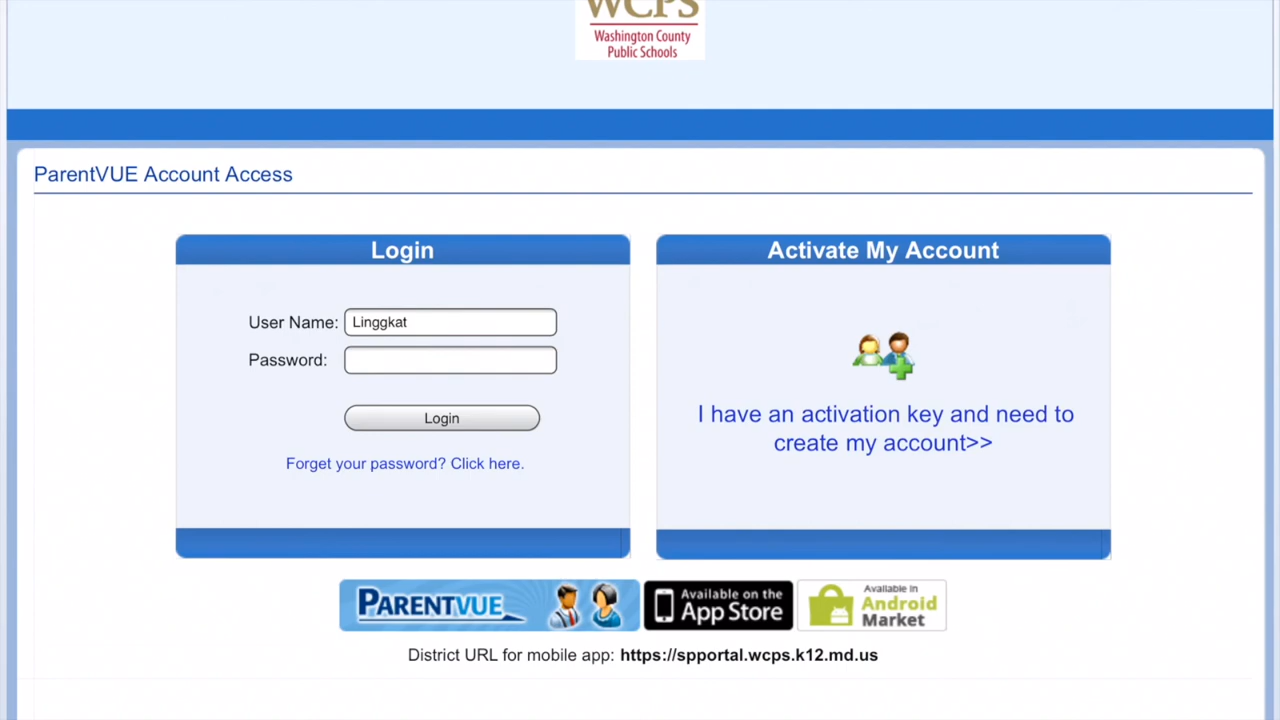 WCPS
Washington County
Public Schools
ParentVUE Account Access
Login
User Name: Linggkat
Password:
Login
Forget your password? Click here.
Activate My Account
I have an activation key and need to
create my account>>
PARENTVUE
Available on the
App Store
Available in
Android
Market
District URL for mobile app: https://spportal.wcps.k12.md.us